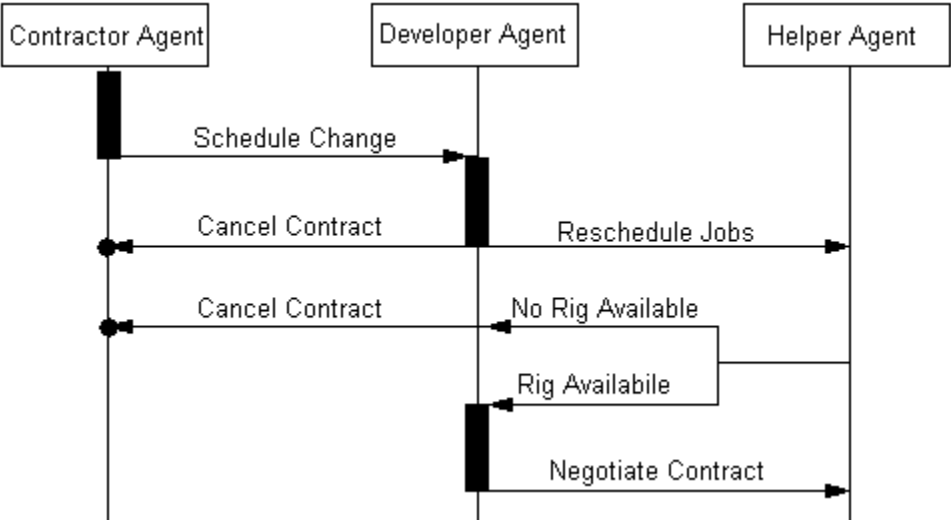 Contractor Agent
Developer Agent
Helper Agent
Schedule Change
Cancel Contract
Reschedule Jobs
Cancel Contract
No Rig Available
Rig Availabile
Negotiate Contract